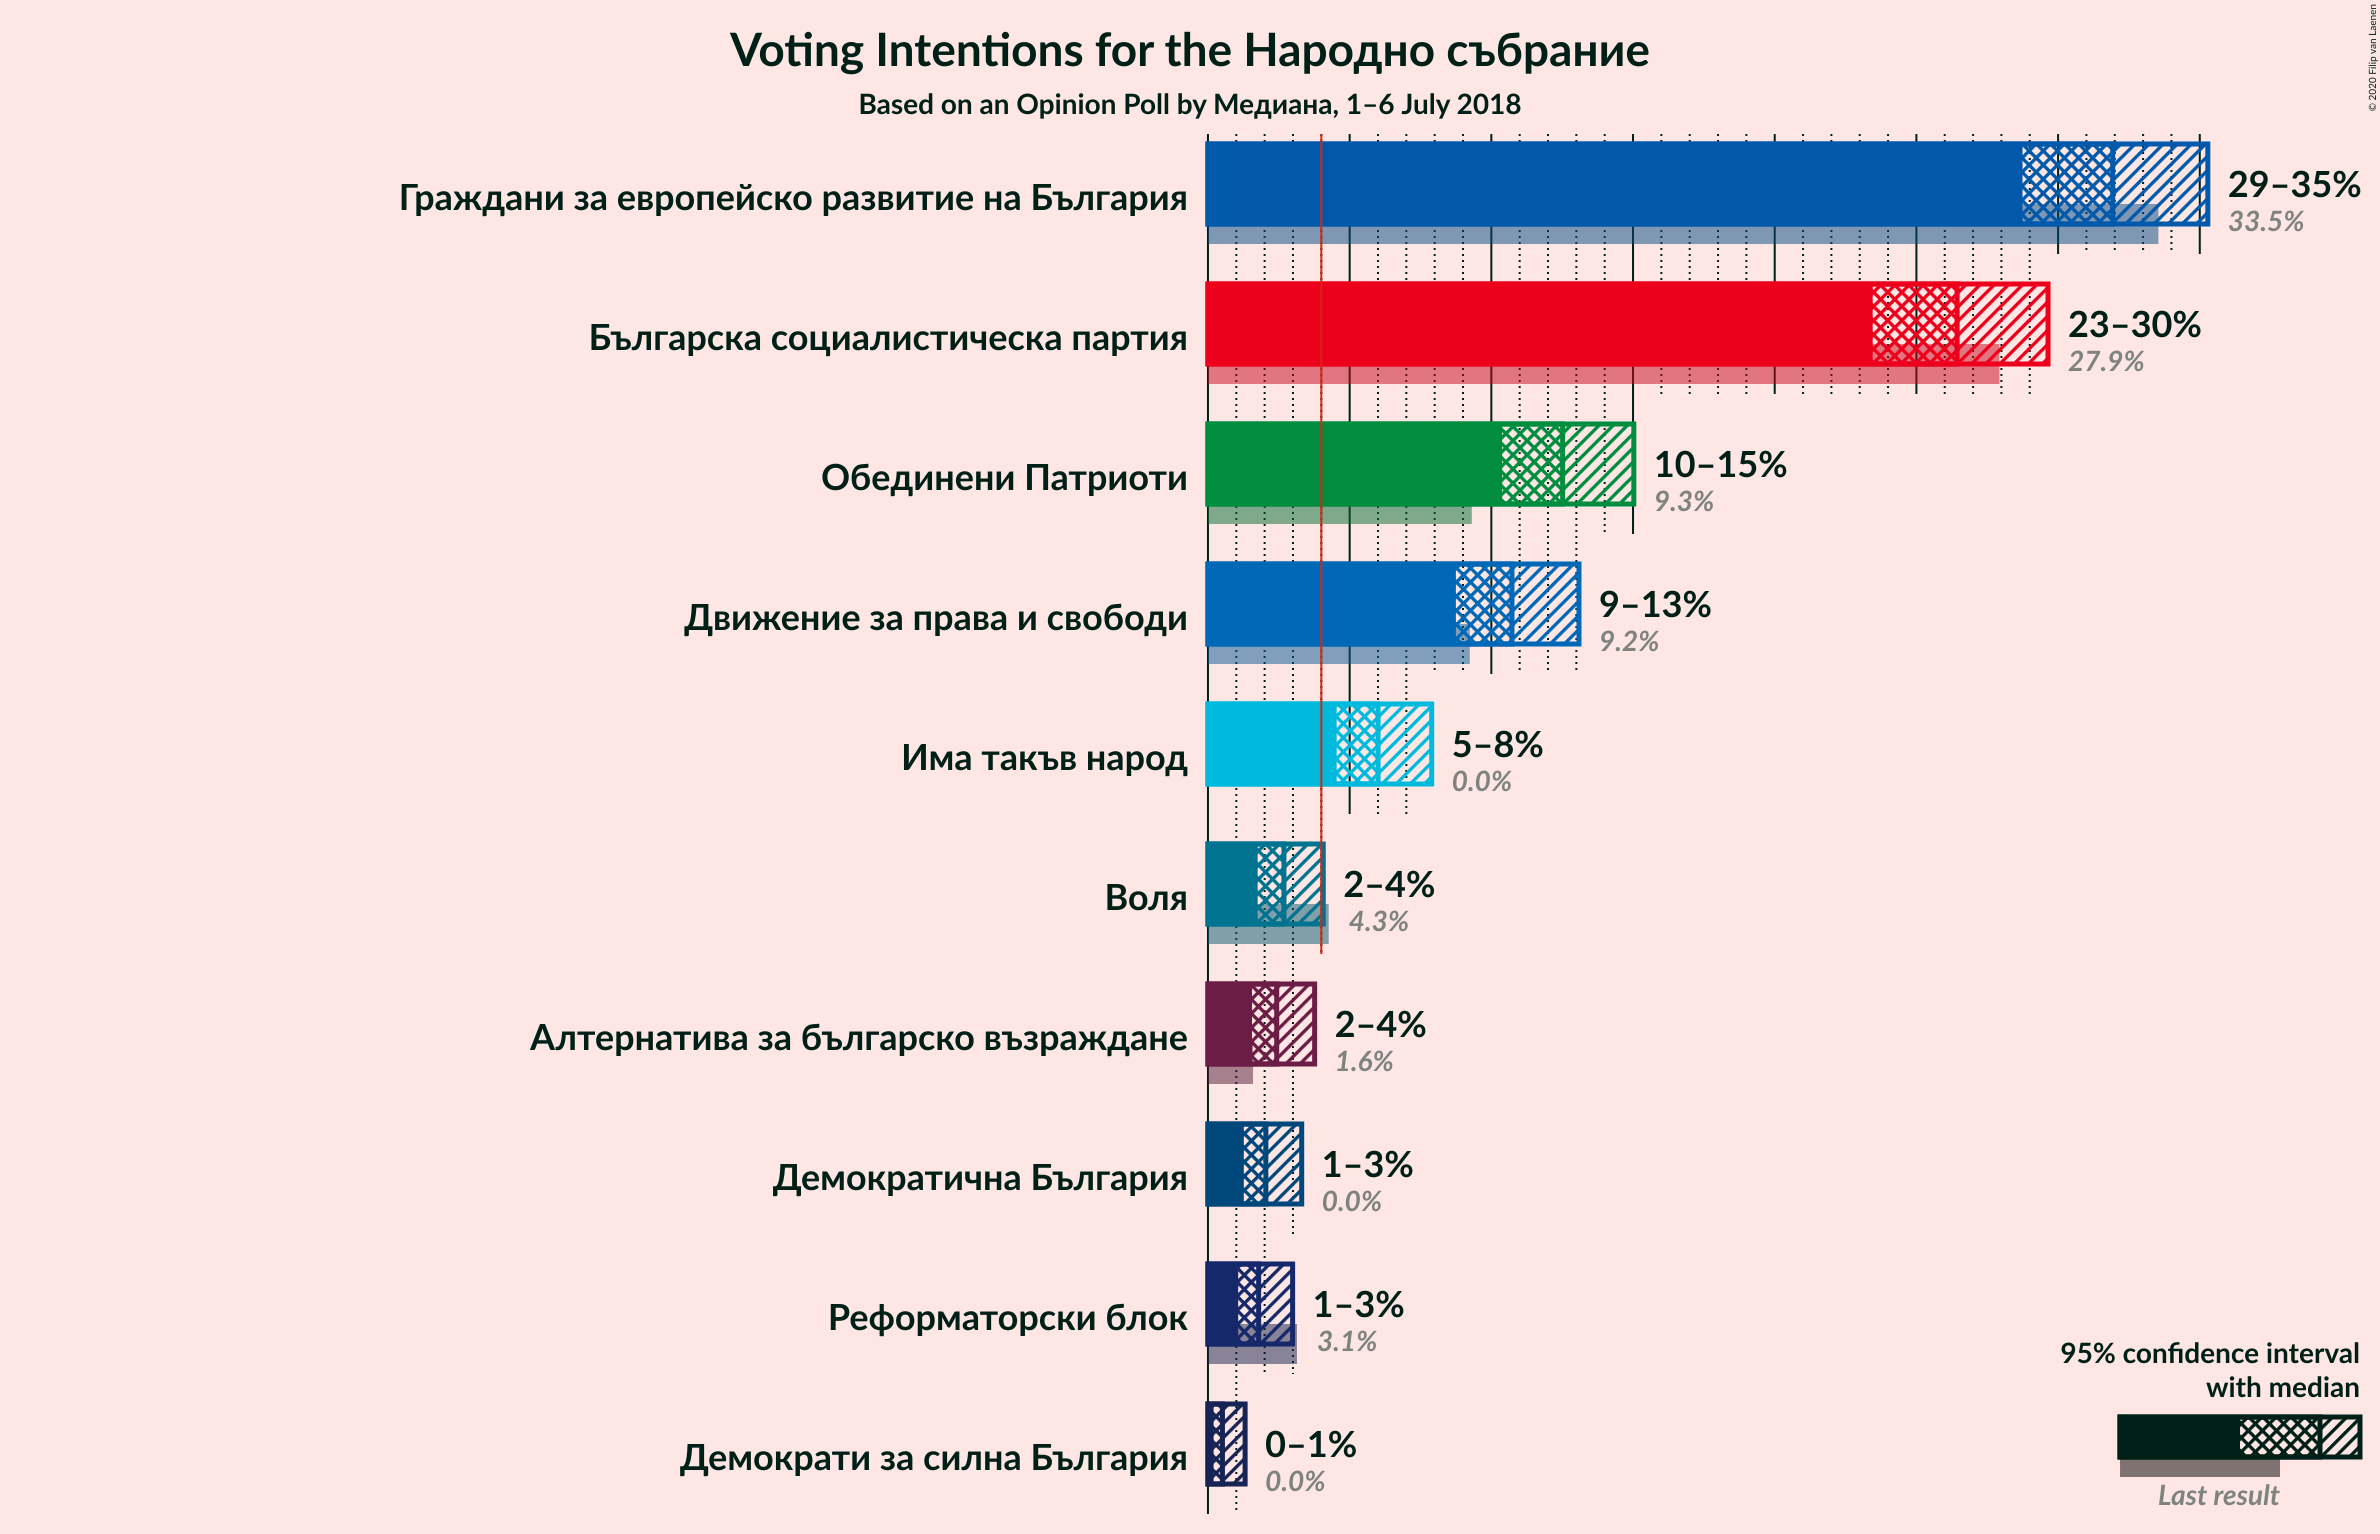 Voting Intentions for the Народно събрание
Based on an Opinion Poll by Медиана, 1–6 July 2018
© 2020 Filip van Laenen
Граждани за европейско развитие на България
29–35%
33.5%
Българска социалистическа партия
23–30%
27.9%
Обединени Патриоти
10–15%
9.3%
Движение за права и свободи
9–13%
9.2%
Има такъв народ
5–8%
0.0%
Воля
2–4%
4.3%
Алтернатива за българско възраждане
2–4%
1.6%
Демократична България
1–3%
0.0%
Реформаторски блок
1–3%
3.1%
Демократи за силна България
0–1%
0.0%
95% confidence interval
with median
Last result